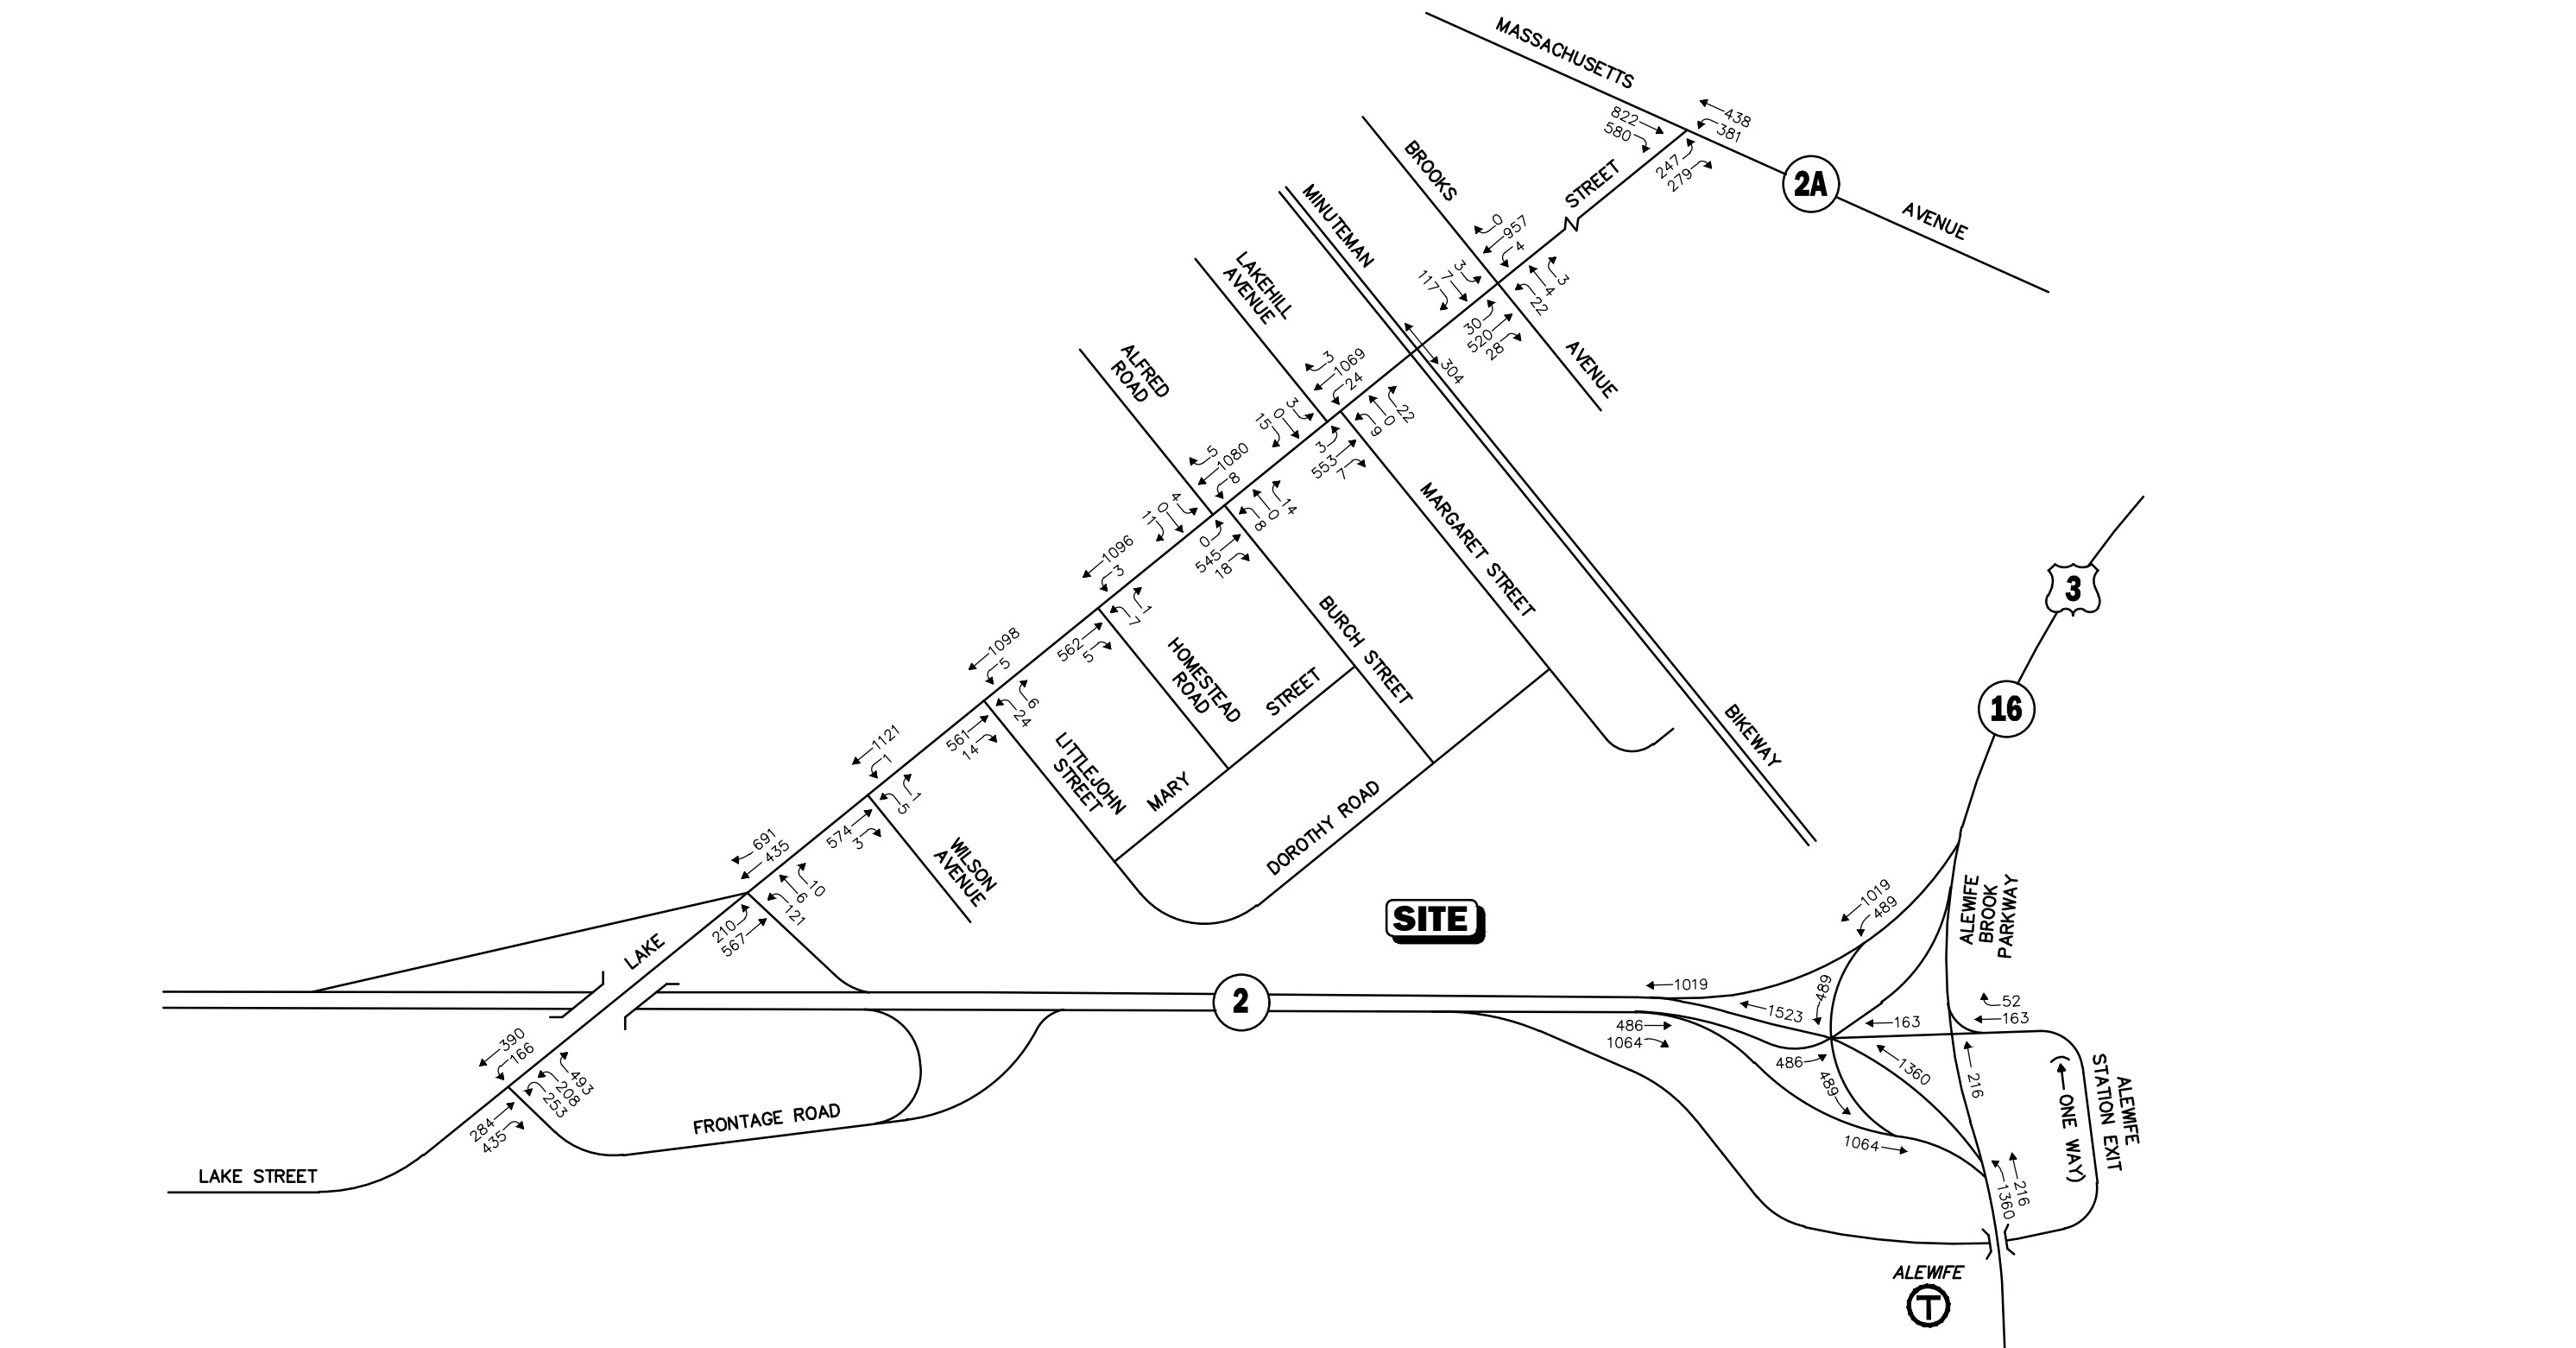 MASSACHUSETTS
AVENUE
2A
438
381
822
580
247
279
STREET
BROOKS
AVENUE
0
957
4
3
7
117
3
4
22
30
520
28
MINUTEMAN
BIKEWAY
304
LAKEHILL
AVENUE
3
1069
24
3
0
15
22
0
9
3
553
7
MARGARET STREET
ALFRED
ROAD
5
1080
8
4
0
11
14
0
8
0
545
18
BURCH STREET
1096
3
1
7
562
5
HOMESTEAD
ROAD
1098
5
6
24
561
14
LITTLEJOHN
STREET
MARY
STREET
DOROTHY ROAD
1121
1
1
5
574
3
WILSON
AVENUE
691
435
10
6
121
210
567
LAKE
390
166
493
208
253
284
435
LAKE STREET
FRONTAGE ROAD
2
SITE
3
16
ALEWIFE
BROOK
PARKWAY
1019
489
1019
1523
489
163
52
163
486
1064
486
489
1360
216
1064
216
1360
(← ONE WAY)
ALEWIFE
STATION EXIT
ALEWIFE
T